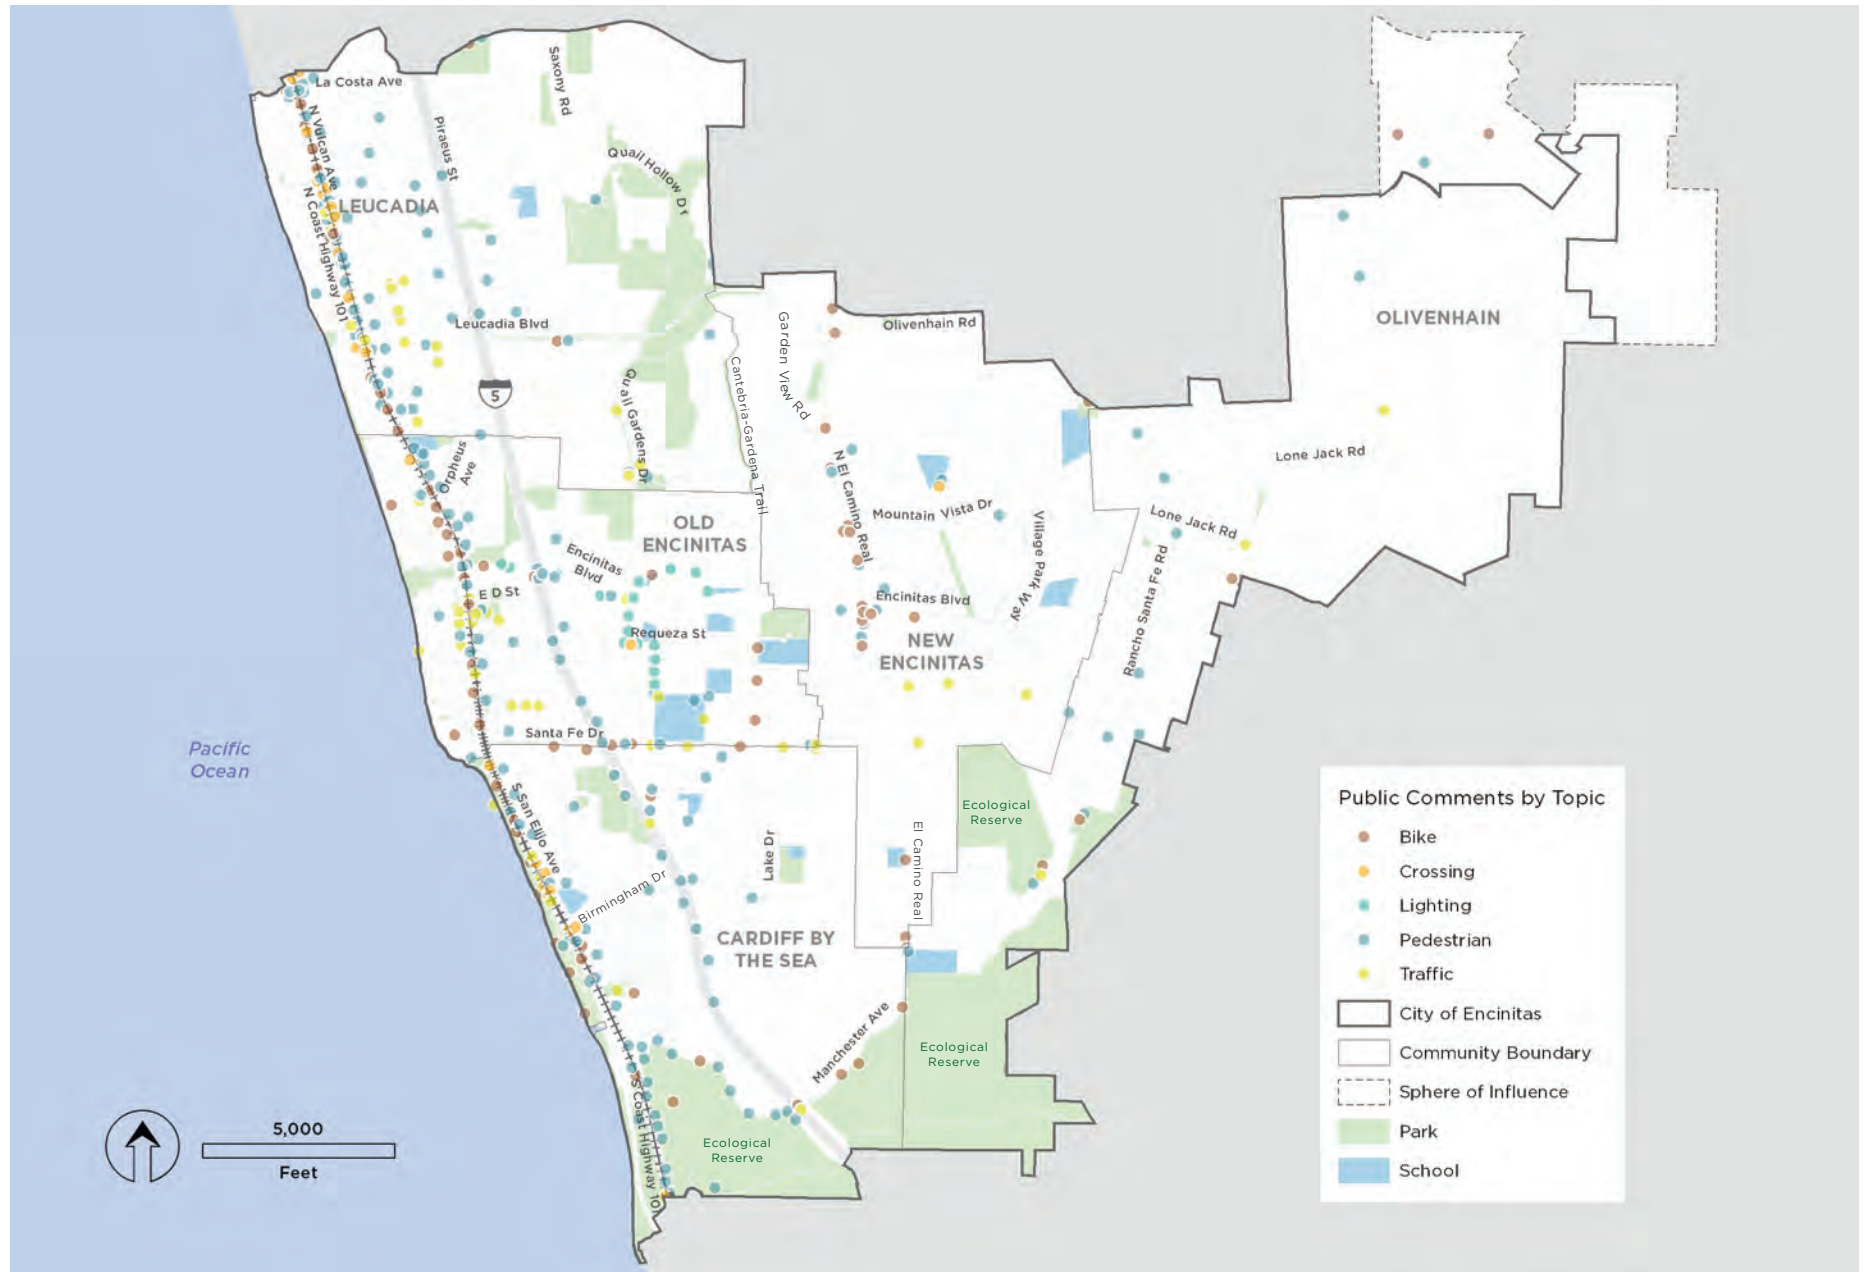 La Costa Ave
Saxony Rd
N Vulcan Ave
Piraeus St
Quail Hollow Dr
LEUCADIA
N Coast Highway 101
Leucadia Blvd
5
Quail Gardens Dr
Cantebria-Gardena Trail
Garden View Rd
Olivenhain Rd
OLIVENHAIN
Lone Jack Rd
Orpheus
Ave
N El Camino Real
Mountain Vista Dr
Village Park Way
Lone Jack Rd
Rancho Santa Fe Rd
OLD
ENCINITAS
Encinitas
Blvd
E D St
Encinitas Blvd
Requeza St
NEW
ENCINITAS
Pacific
Ocean
Santa Fe Dr
S San Elijo Ave
Lake Dr
El Camino Real
Ecological
Reserve
Birmingham Dr
CARDIFF BY
THE SEA
Manchester Ave
Ecological
Reserve
S Coast Highway 101
Ecological
Reserve
5,000
Feet
Public Comments by Topic
Bike
Crossing
Lighting
Pedestrian
Traffic
City of Encinitas
Community Boundary
Sphere of Influence
Park
School